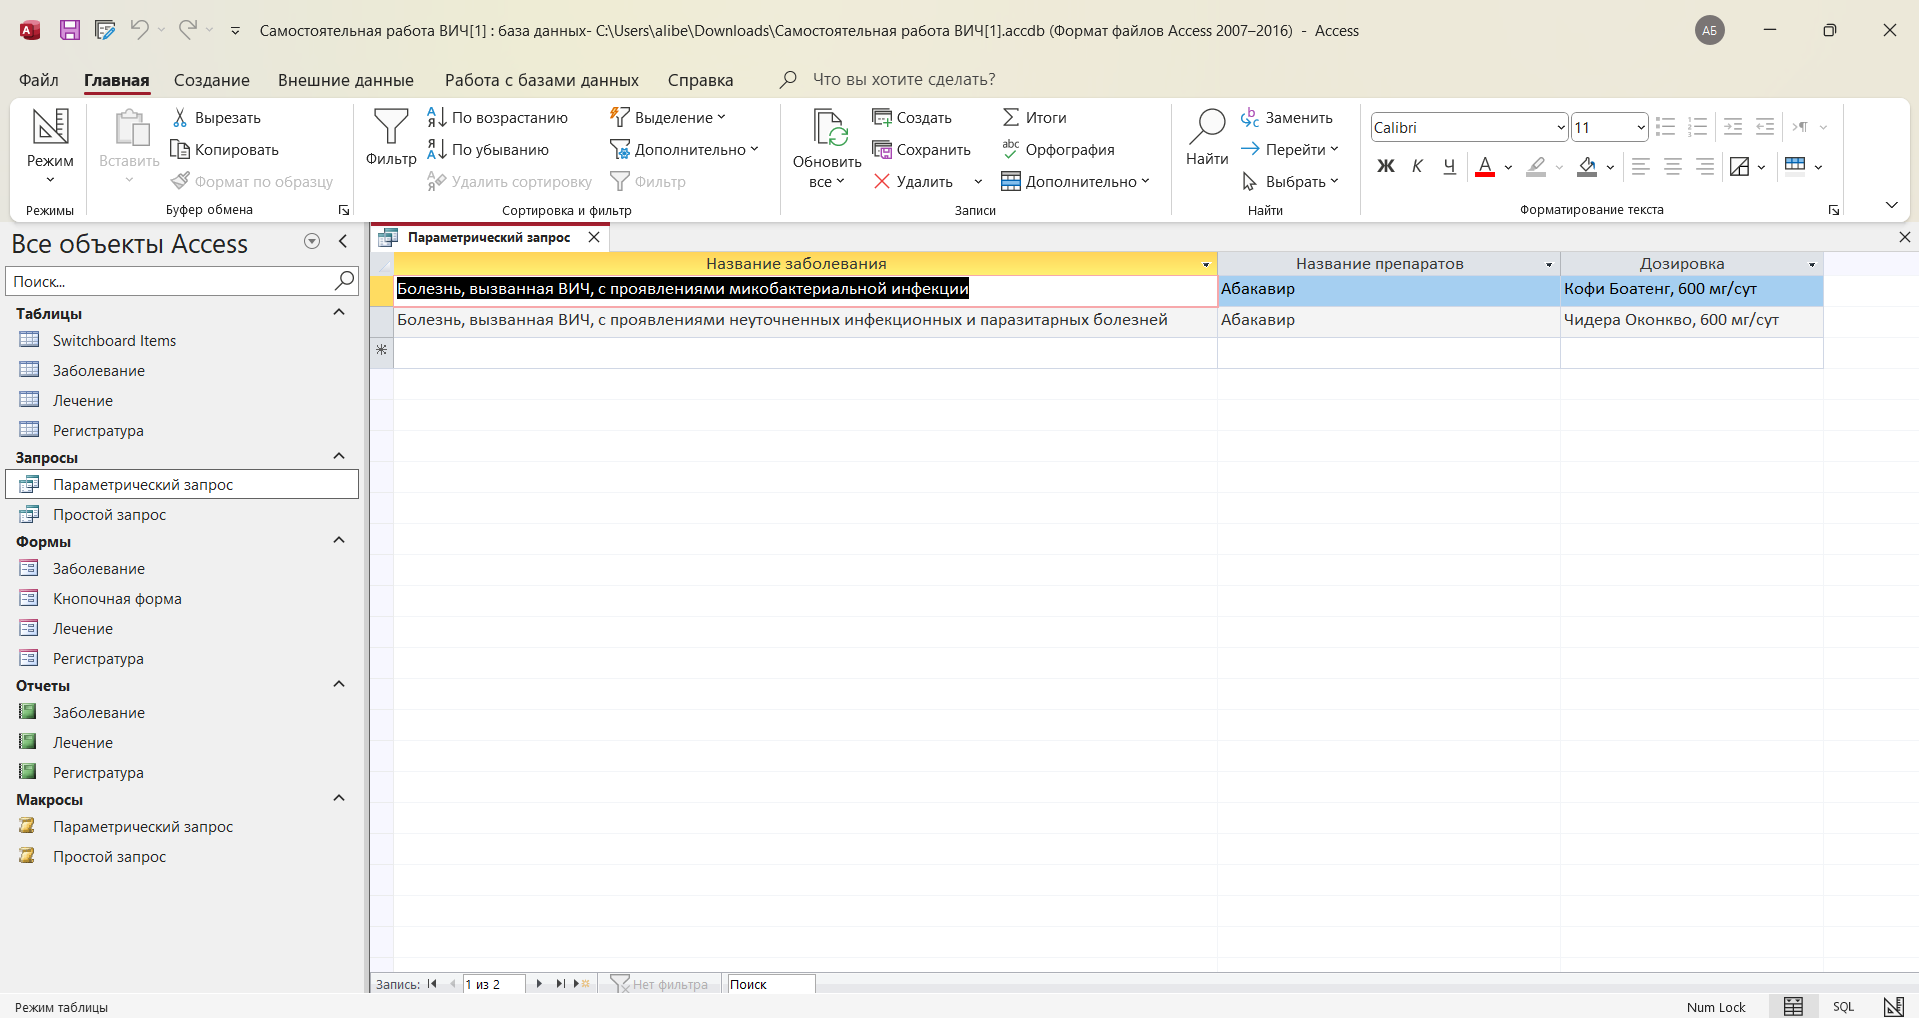 Самостоятельная работа ВИЧ[1] : база данных- C:\Users\alibe\Downloads\Самостоятельная работа ВИЧ[1].accdb (Формат файлов Access 2007–2016) - Access
АБ
Файл Главная Создание Внешние данные Работа с базами данных Справка Что вы хотите сделать?
Режим
Режимы
Вставить
Вырезать
Копировать
Формат по образцу
Буфер обмена
Фильтр
По возрастанию
По убыванию
Удалить сортировку
Выделение
Дополнительно
Фильтр
Сортировка и фильтр
Обновить
все
Создать
Сохранить
Удалить
Итоги
Орфография
Дополнительно
Записи
Найти
Заменить
Перейти
Выбрать
Найти
Calibri 11
Ж К Ч А
Форматирование текста
Все объекты Access
Поиск...
Таблицы
Switchboard Items
Заболевание
Лечение
Регистратура
Запросы
Параметрический запрос
Простой запрос
Формы
Заболевание
Кнопочная форма
Лечение
Регистратура
Отчеты
Заболевание
Лечение
Регистратура
Макросы
Параметрический запрос
Простой запрос
Параметрический запрос
Название заболевания Название препаратов Дозировка
Болезнь, вызванная ВИЧ, с проявлениями микобактериальной инфекции Абакавир Кофи Боатенг, 600 мг/сут
Болезнь, вызванная ВИЧ, с проявлениями неуточненных инфекционных и паразитарных болезней Абакавир Чидера Оконкво, 600 мг/сут
Запись: 1 из 2 Нет фильтра Поиск
Режим таблицы
Num Lock SQL